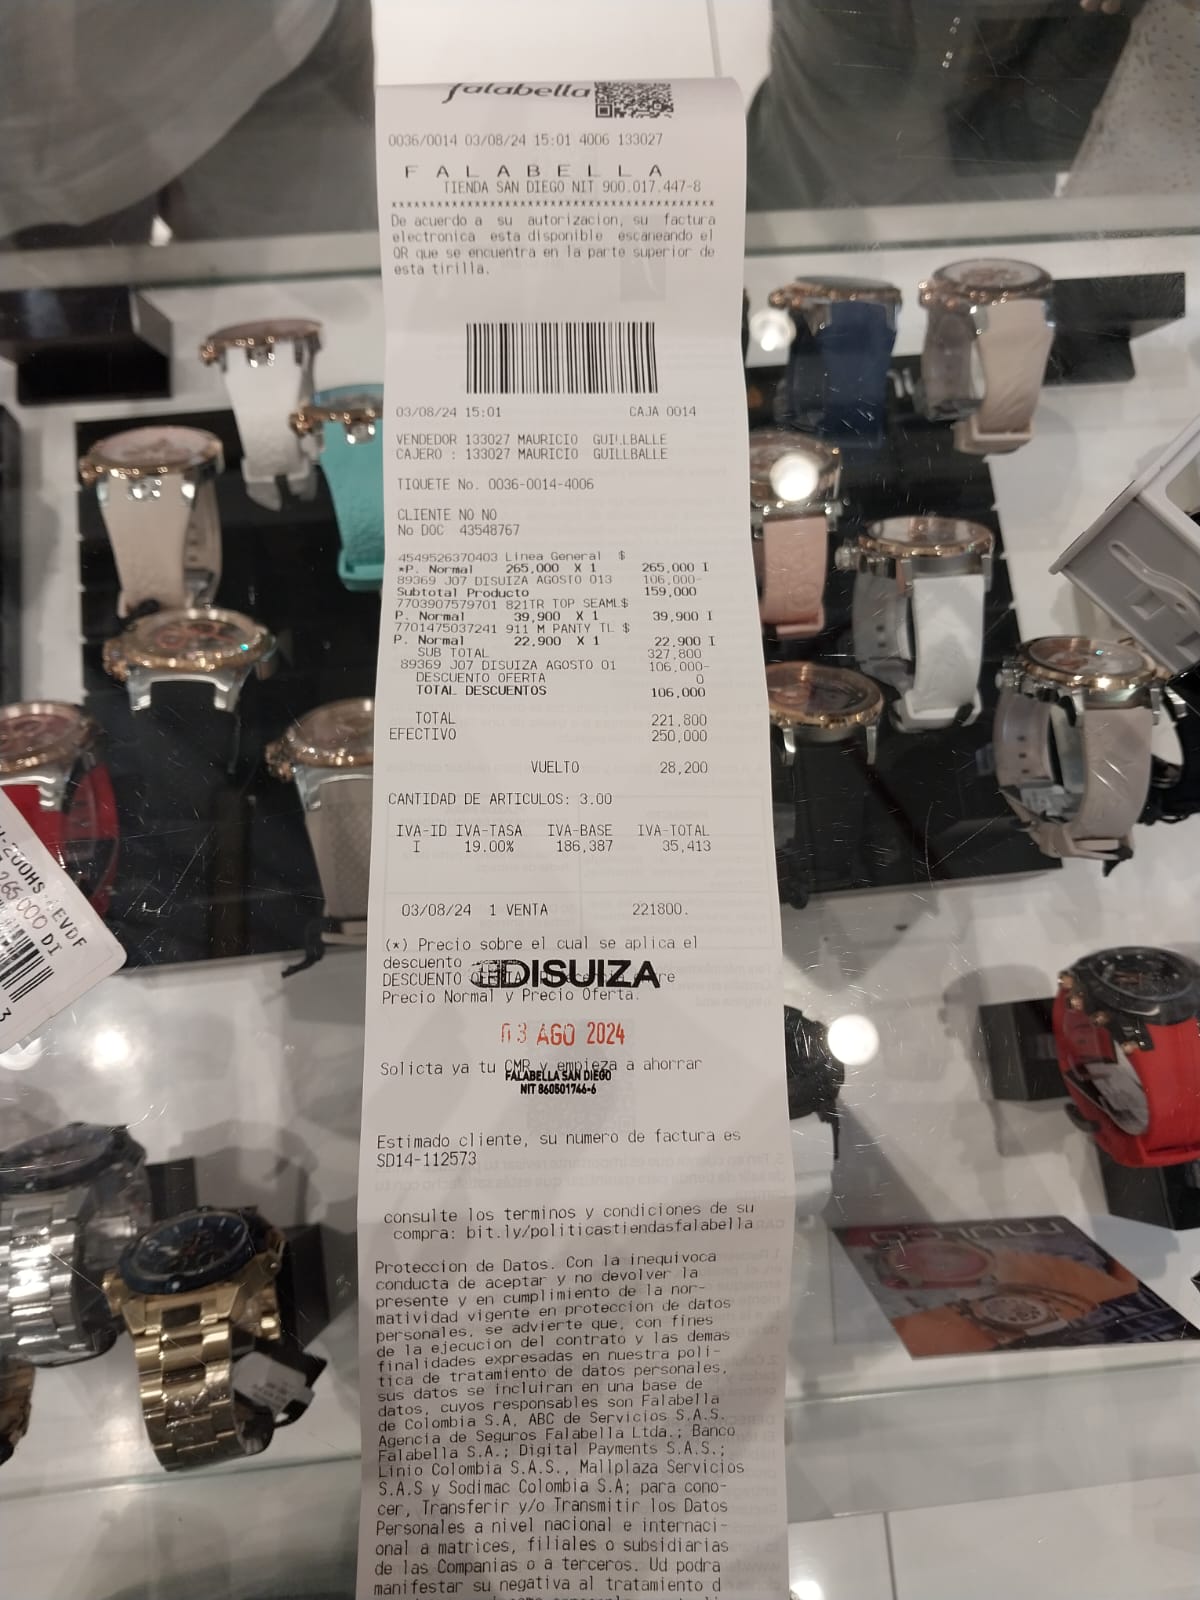 falabella
0036/0014 03/08/24 15:01 4006 133027
F A L A B E L L A
TIENDA SAN DIEGO NIT 900.017.447-8
De acuerdo a su autorizacion, su factura
electronica esta disponible escaneando el
QR que se encuentra en la parte superior de
esta tirilla.
03/08/24 15:01 CAJA 0014
VENDEDOR 133027 MAURICIO GUILLBALLE
CAJERO : 133027 MAURICIO GUILLBALLE
TIQUETE No. 0036-0014-4006
CLIENTE NO NO
No DOC 43548767
4549526370403 Linea General $
*P. Normal 265,000 X 1 265,000 I
89369 J07 DISUIZA AGOSTO 013 106,000-
Subtotal Producto 159,000
7703907579701 821TR TOP SEAML$
P. Normal 39,900 X 1 39,900 I
7701475037241 911 M PANTY TL $
P. Normal 22,900 X 1 22,900 I
SUB TOTAL 327,800
89369 J07 DISUIZA AGOSTO 01 106,000-
DESCUENTO OFERTA 0
TOTAL DESCUENTOS 106,000
TOTAL 221,800
EFECTIVO 250,000
VUELTO 28,200
CANTIDAD DE ARTICULOS: 3.00
IVA-ID IVA-TASA IVA-BASE IVA-TOTAL
I 19.00% 186,387 35,413
03/08/24 1 VENTA 221800.
(*) Precio sobre el cual se aplica el
descuento
DESCUENTO OFERTA:
DISUIZA
Precio Normal y Precio Oferta.
03 AGO 2024
Solicta ya tu CMR y empieza a ahorrar
FALABELLA SAN DIEGO
NIT 860501746-6
Estimado cliente, su numero de factura es
SD14-112573
consulte los terminos y condiciones de su
compra: bit.ly/politicastiendasfalabella
Proteccion de Datos. Con la inequivoca
conducta de aceptar y no devolver la
presente y en cumplimiento de la nor-
matividad vigente en proteccion de datos
personales, se advierte que, con fines
de la ejecucion del contrato y las demas
finalidades expresadas en nuestra poli-
tica de tratamiento de datos personales,
sus datos se incluiran en una base de
datos, cuyos responsables son Falabella
de Colombia S.A, ABC de Servicios S.A.S.
Agencia de Seguros Falabella Ltda.; Banco
Falabella S.A.; Digital Payments S.A.S.;
Linio Colombia S.A.S., Mallplaza Servicios
S.A.S y Sodimac Colombia S.A; para cono-
cer, Transferir y/o Transmitir los Datos
Personales a nivel nacional e internaci-
onal a matrices, filiales o subsidiarias
de las Companias o a terceros. Ud podra
manifestar su negativa al tratamiento d
265000 DI
MULCO